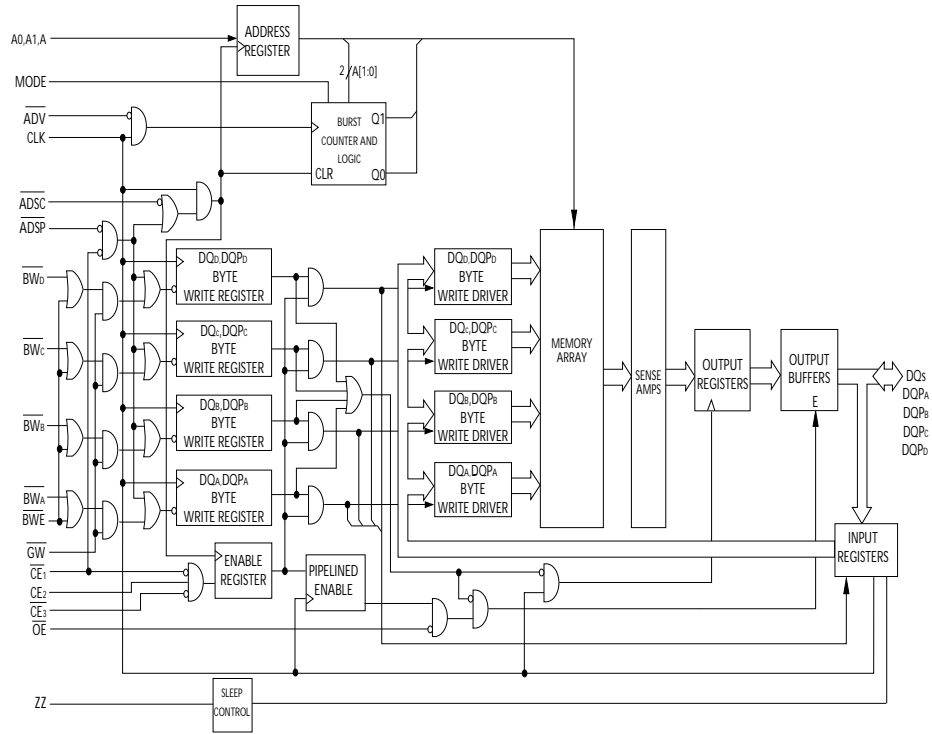 A0,A1,A
ADDRESS
REGISTER
MODE
2
A[1:0]
ADV
CLK
BURST
COUNTER AND
LOGIC
Q1
CLR
Q0
ADSC
ADSP
BWD
DQD,DQPD
BYTE
WRITE REGISTER
DQD,DQPD
BYTE
WRITE DRIVER
BWC
DQC,DQPC
BYTE
WRITE REGISTER
DQC,DQPC
BYTE
WRITE DRIVER
MEMORY
ARRAY
SENSE
AMPS
OUTPUT
REGISTERS
OUTPUT
BUFFERS
E
DQs
DQPA
DQPB
DQPC
DQPD
BWB
DQB,DQPB
BYTE
WRITE REGISTER
DQB,DQPB
BYTE
WRITE DRIVER
BWA
BWE
DQA,DQPA
BYTE
WRITE REGISTER
DQA,DQPA
BYTE
WRITE DRIVER
GW
CE1
CE2
CE3
OE
ENABLE
REGISTER
PIPELINED
ENABLE
INPUT
REGISTERS
ZZ
SLEEP
CONTROL